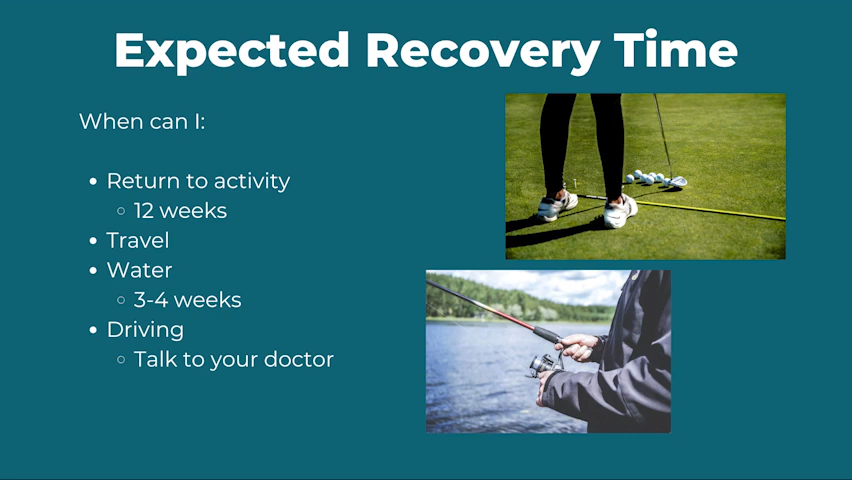 Expected Recovery Time
When can I:
• Return to activity
○ 12 weeks
• Travel
• Water
○ 3-4 weeks
• Driving
○ Talk to your doctor